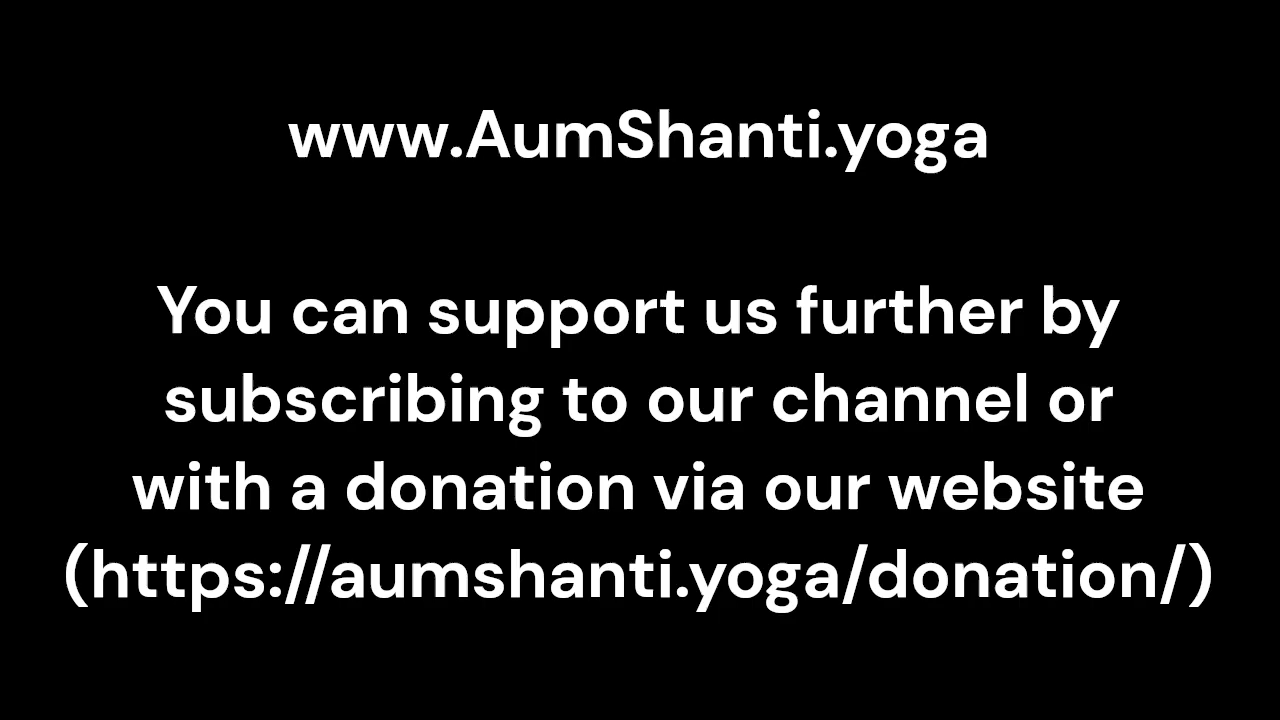 www.AumShanti.yoga
You can support us further by
subscribing to our channel or
with a donation via our website
(https://aumshanti.yoga/donation/)